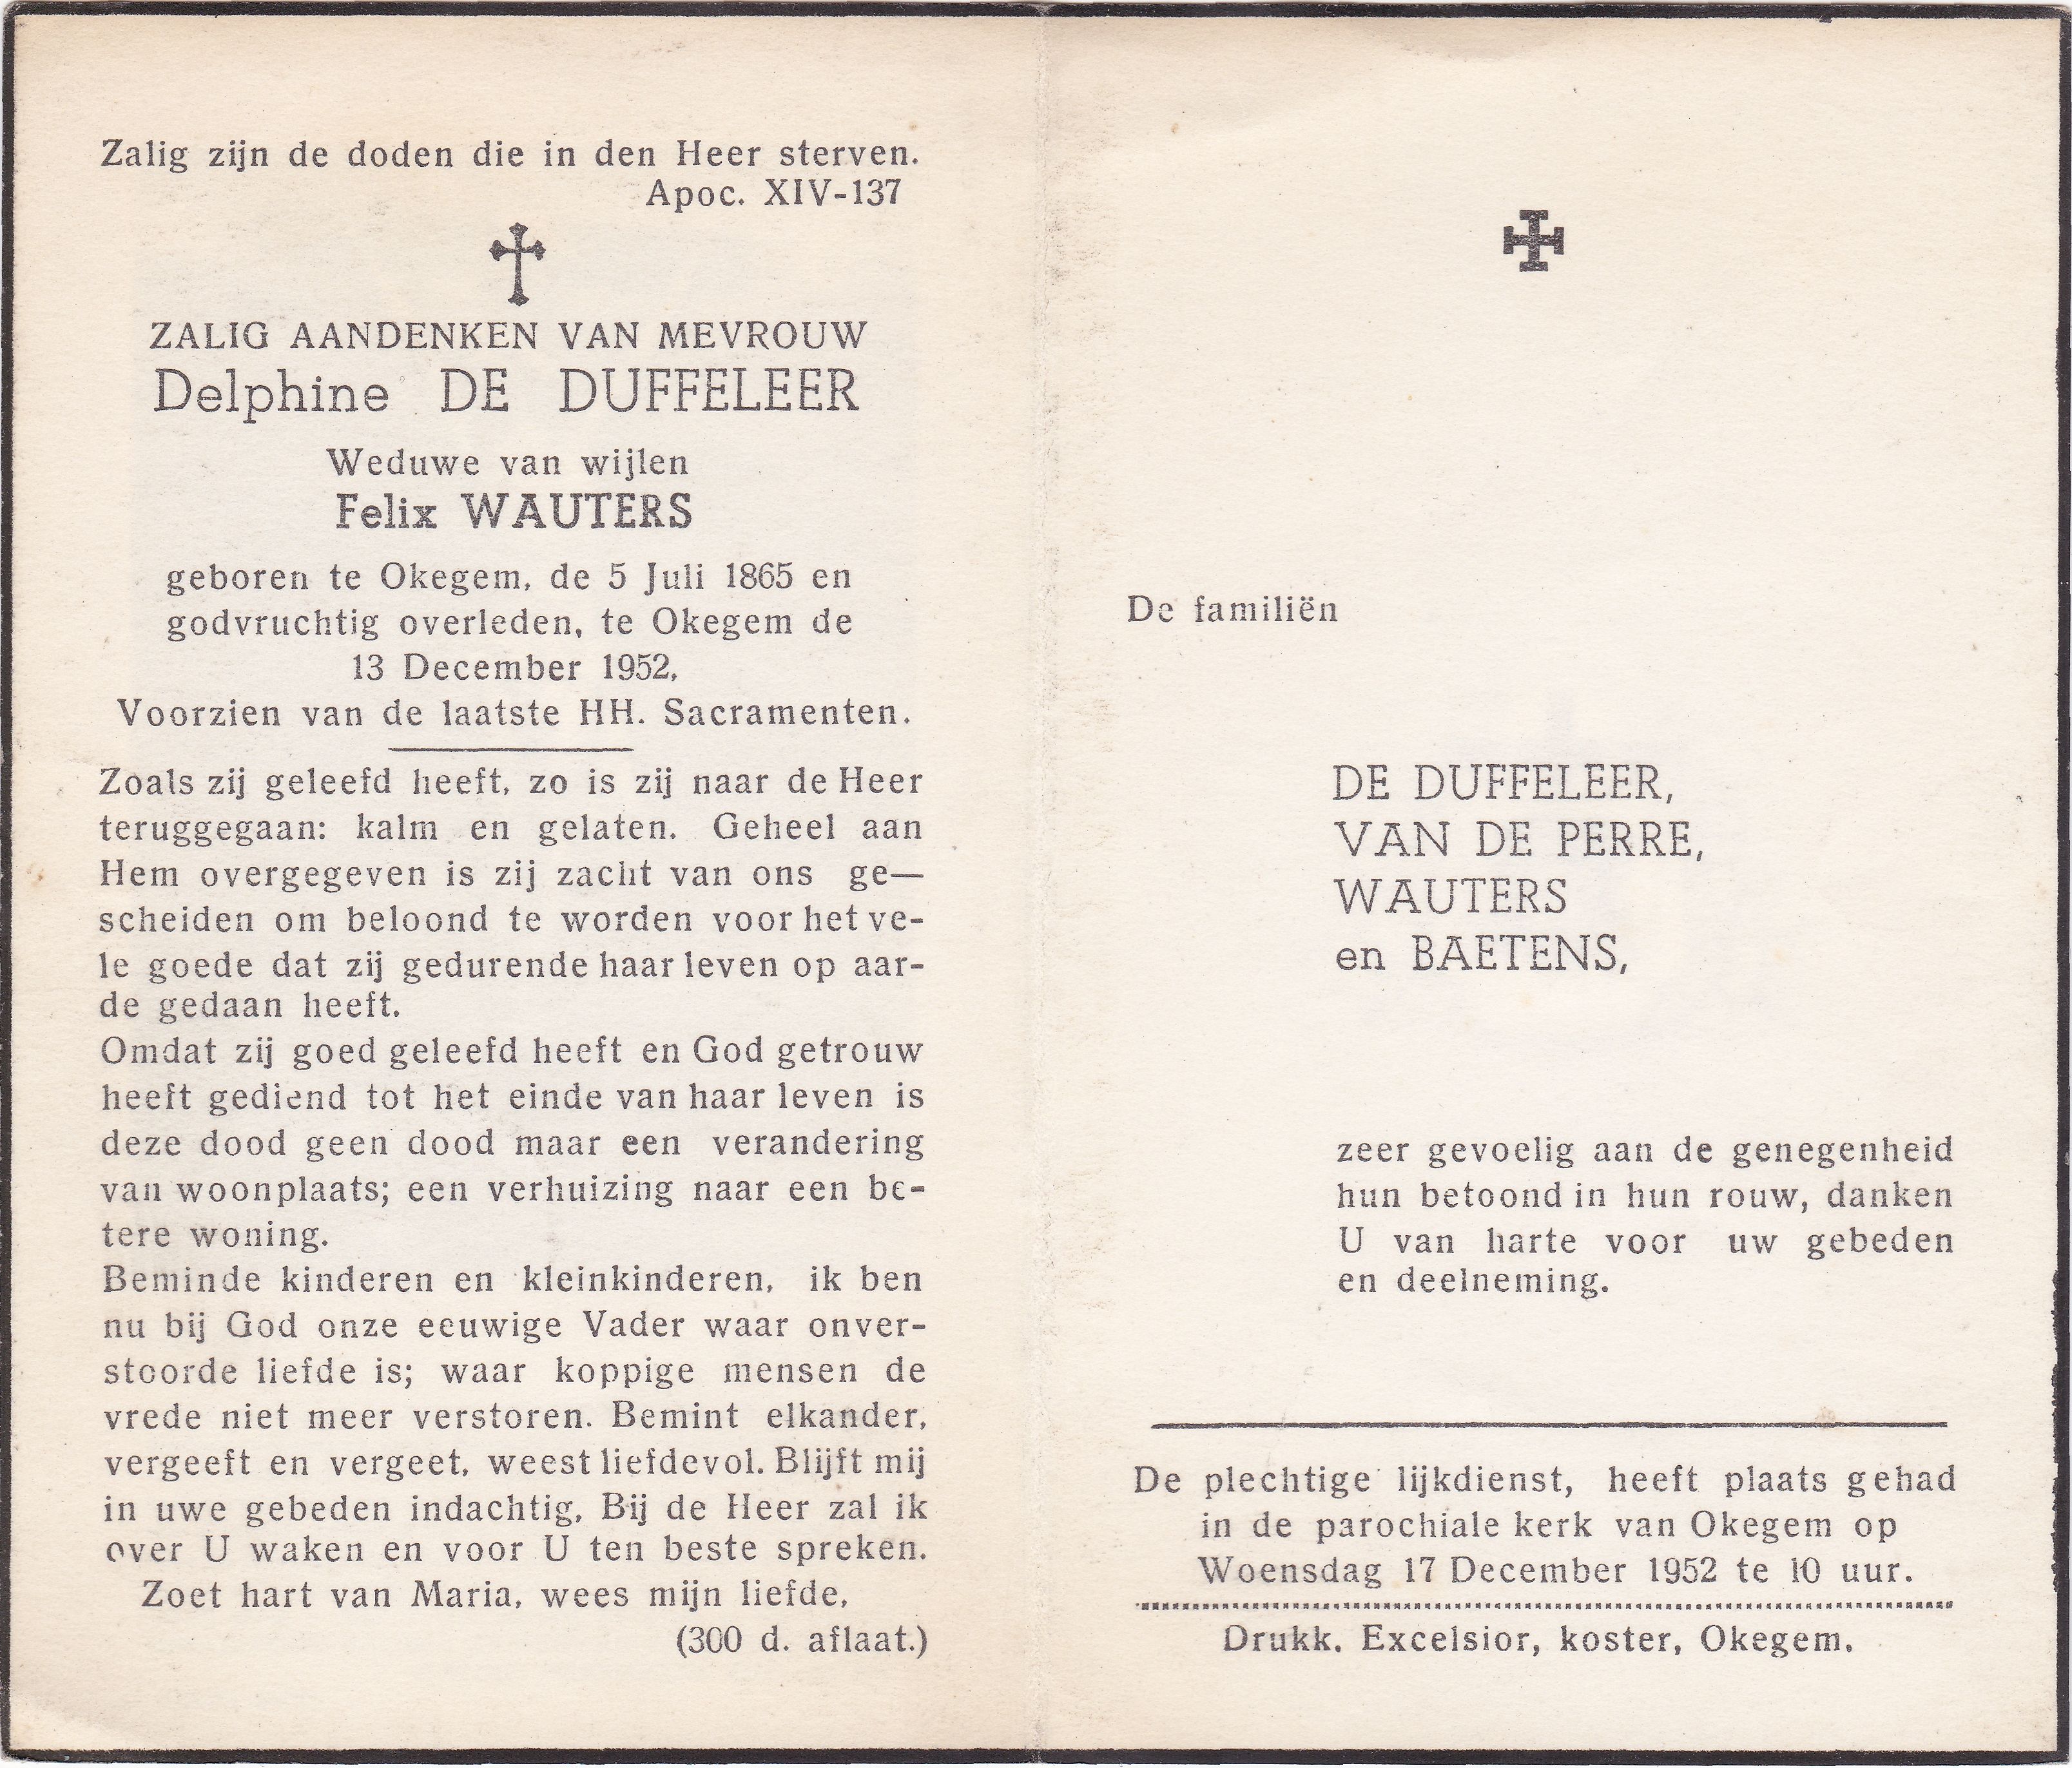 Zalig zijn de doden die in den Heer sterven.
Apoc. XIV-137
ZALIG AANDENKEN VAN MEVROUW
Delphine DE DUFFELEER
Weduwe van wijlen
Felix WAUTERS
geboren te Okegem, de 5 Juli 1865 en
godvruchtig overleden, te Okegem de
13 December 1952,
Voorzien van de laatste HH. Sacramenten.
Zoals zij geleefd heeft, zo is zij naar de Heer
teruggegaan: kalm en gelaten. Geheel aan
Hem overgegeven is zij zacht van ons ge—
scheiden om beloond te worden voor het ve-
le goede dat zij gedurende haar leven op aar-
de gedaan heeft.
Omdat zij goed geleefd heeft en God getrouw
heeft gediend tot het einde van haar leven is
deze dood geen dood maar een verandering
van woonplaats; een verhuizing naar een be-
tere woning.
Beminde kinderen en kleinkinderen, ik ben
nu bij God onze eeuwige Vader waar onver-
stoorde liefde is; waar koppige mensen de
vrede niet meer verstoren. Bemint elkander,
vergeeft en vergeet, weest liefdevol. Blijft mij
in uwe gebeden indachtig, Bij de Heer zal ik
over U waken en voor U ten beste spreken.
Zoet hart van Maria, wees mijn liefde,
(300 d. aflaat.)
De familiën
DE DUFFELEER,
VAN DE PERRE,
WAUTERS
en BAETENS,
zeer gevoelig aan de genegenheid
hun betoond in hun rouw, danken
U van harte voor uw gebeden
en deelneming.
De plechtige lijkdienst, heeft plaats gehad
in de parochiale kerk van Okegem op
Woensdag 17 December 1952 te 10 uur.
Drukk. Excelsior, koster, Okegem.